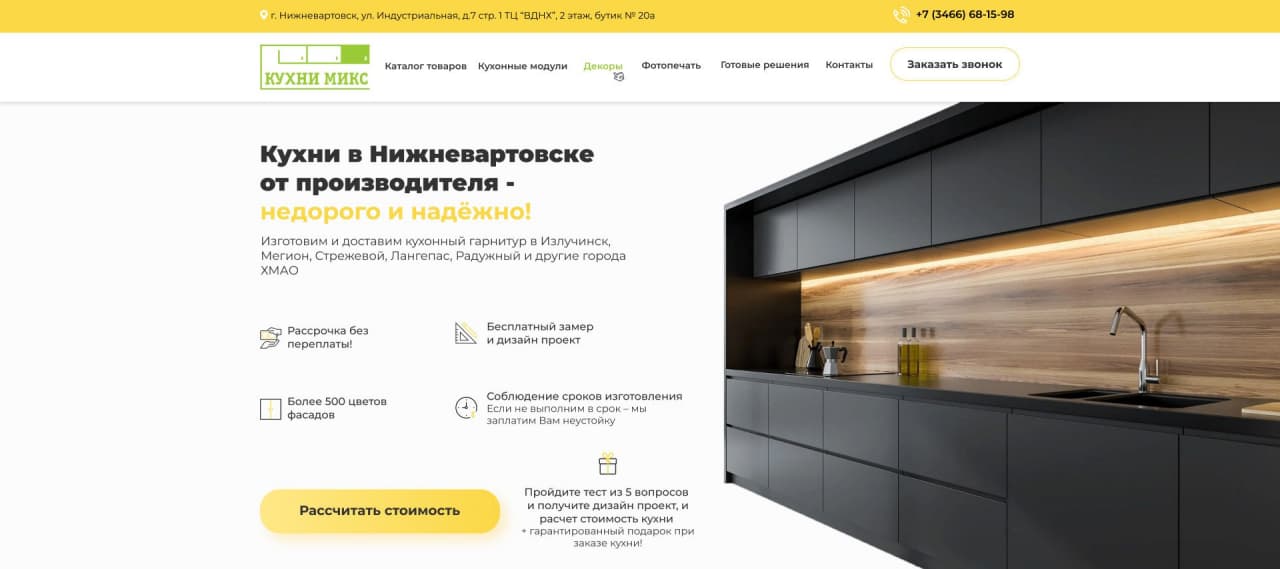 г. Нижневартовск, ул. Индустриальная, д.7 стр. 1 ТЦ “ВДНХ”, 2 этаж, бутик № 20а
+7 (3466) 68-15-98
КУХНИ МИКС
Каталог товаров
Кухонные модули
Декоры
Фотопечать
Готовые решения
Контакты
Заказать звонок
Кухни в Нижневартовске
от производителя -
недорого и надёжно!
Изготовим и доставим кухонный гарнитур в Излучинск,
Мегион, Стрежевой, Лангепас, Радужный и другие города
ХМАО
Рассрочка без
переплаты!
Бесплатный замер
и дизайн проект
Более 500 цветов
фасадов
Соблюдение сроков изготовления
Если не выполним в срок – мы
заплатим Вам неустойку
Рассчитать стоимость
Пройдите тест из 5 вопросов
и получите дизайн проект, и
расчет стоимость кухни
+ гарантированный подарок при
заказе кухни!